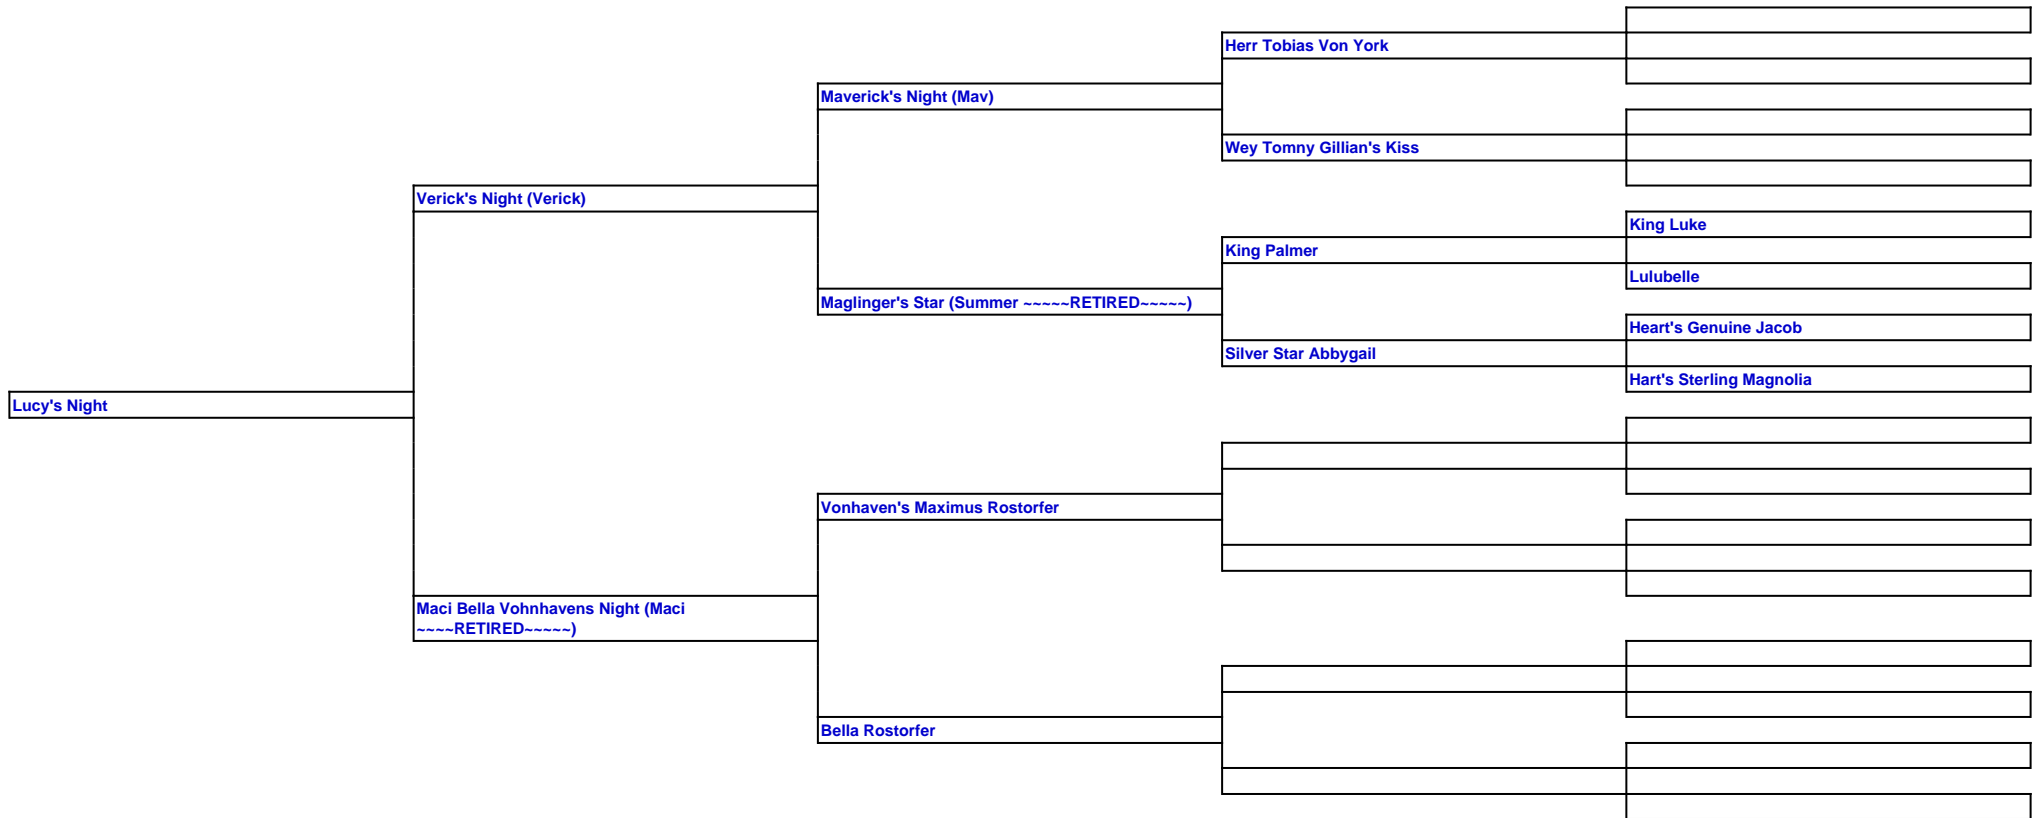 Herr Tobias Von York
Maverick's Night (Mav)
Wey Tomny Gillian's Kiss
Verick's Night (Verick)
King Luke
King Palmer
Lulubelle
Maglinger's Star (Summer ~~~~~RETIRED~~~~~)
Heart's Genuine Jacob
Silver Star Abbygail
Hart's Sterling Magnolia
Lucy's Night
Vonhaven's Maximus Rostorfer
Maci Bella Vohnhavens Night (Maci
~~~~RETIRED~~~~~)
Bella Rostorfer